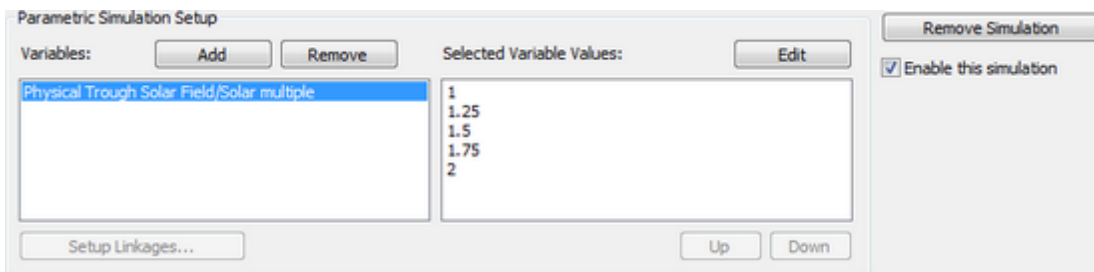 Parametric Simulation Setup
Remove Simulation
Variables: Add Remove Selected Variable Values: Edit
Enable this simulation
Physical Trough Solar Field/Solar multiple
1
1.25
1.5
1.75
2
Setup Linkages... Up Down